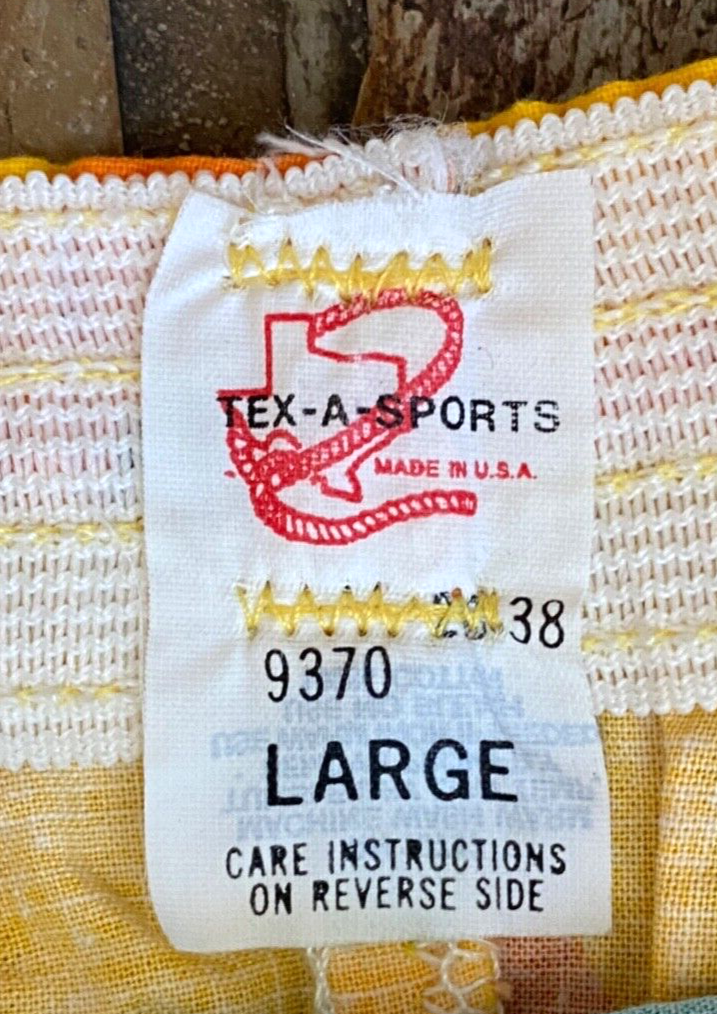 TEX-A-SPORTS
MADE IN U.S.A.
38
9370
LARGE
CARE INSTRUCTIONS
ON REVERSE SIDE